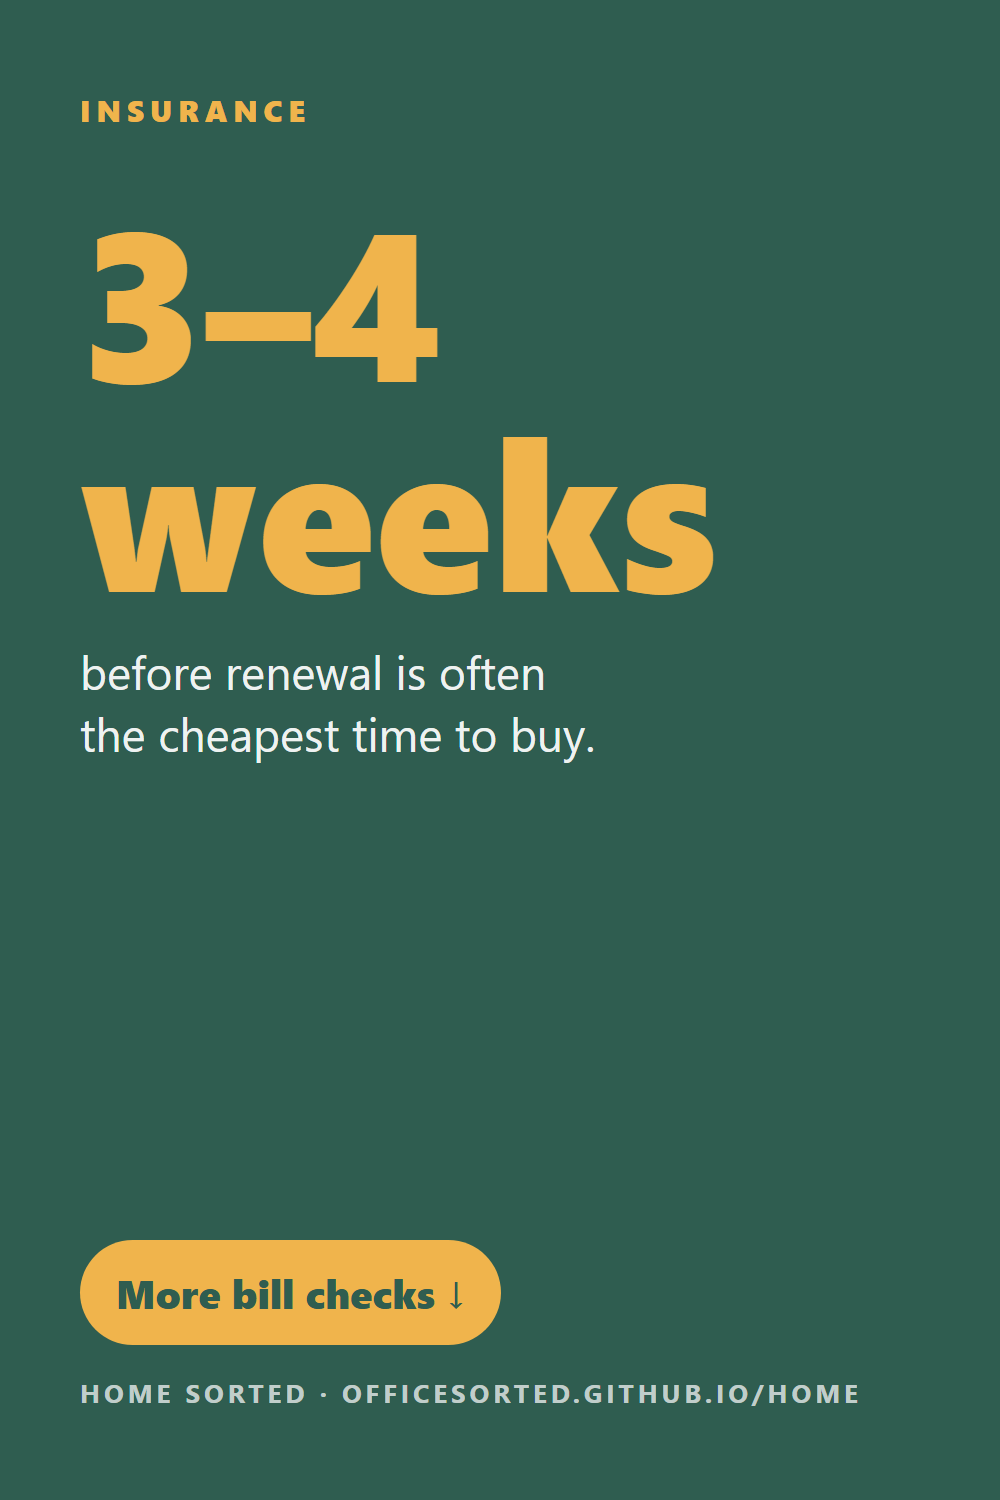 INSURANCE
3–4
weeks
before renewal is often
the cheapest time to buy.
More bill checks ↓
HOME SORTED · OFFICESORTED.GITHUB.IO/HOME